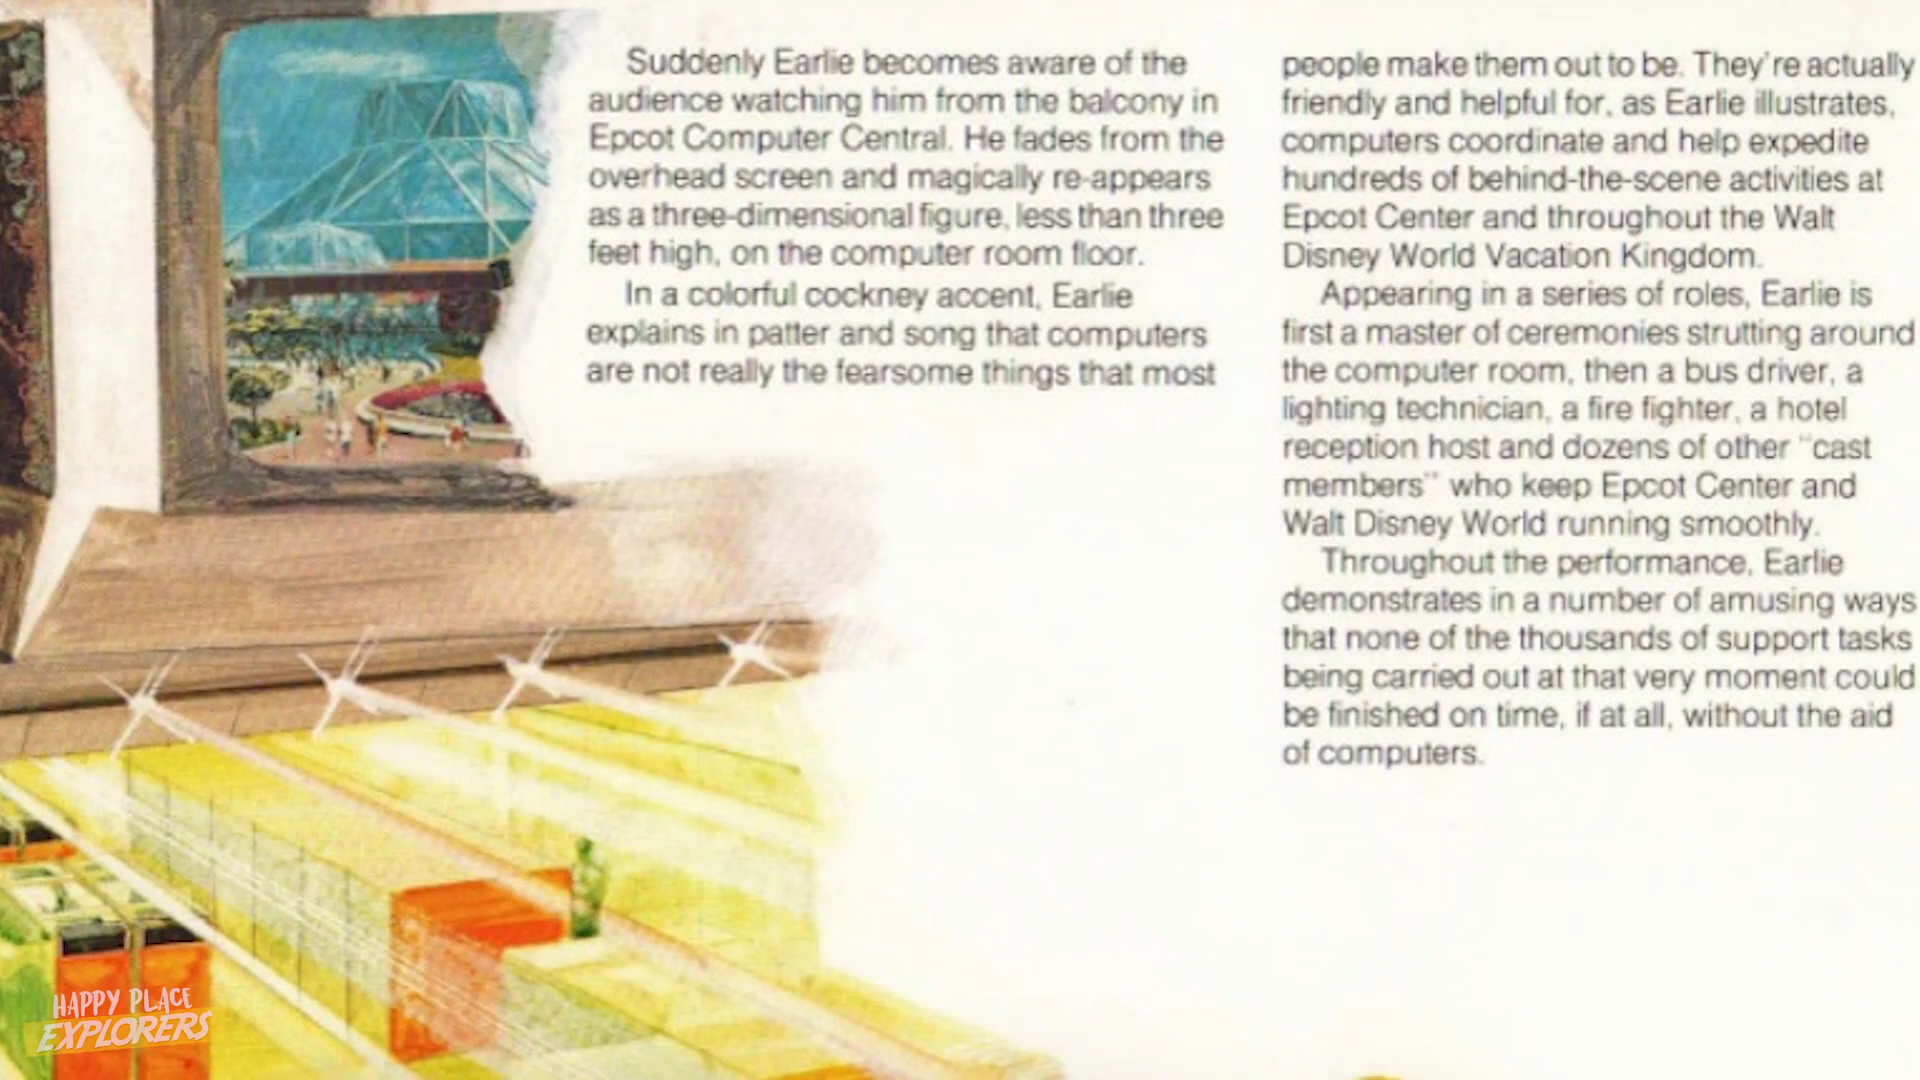 Suddenly Earlie becomes aware of the
audience watching him from the balcony in
Epcot Computer Central. He fades from the
overhead screen and magically re-appears
as a three-dimensional figure, less than three
feet high, on the computer room floor.
In a colorful cockney accent, Earlie
explains in patter and song that computers
are not really the fearsome things that most
people make them out to be. They're actually
friendly and helpful for, as Earlie illustrates,
computers coordinate and help expedite
hundreds of behind-the-scene activities at
Epcot Center and throughout the Walt
Disney World Vacation Kingdom.
Appearing in a series of roles, Earlie is
first a master of ceremonies strutting around
the computer room, then a bus driver, a
lighting technician, a fire fighter, a hotel
reception host and dozens of other "cast
members" who keep Epcot Center and
Walt Disney World running smoothly.
Throughout the performance, Earlie
demonstrates in a number of amusing ways
that none of the thousands of support tasks
being carried out at that very moment could
be finished on time, if at all, without the aid
of computers.
HAPPY PLACE
EXPLORERS